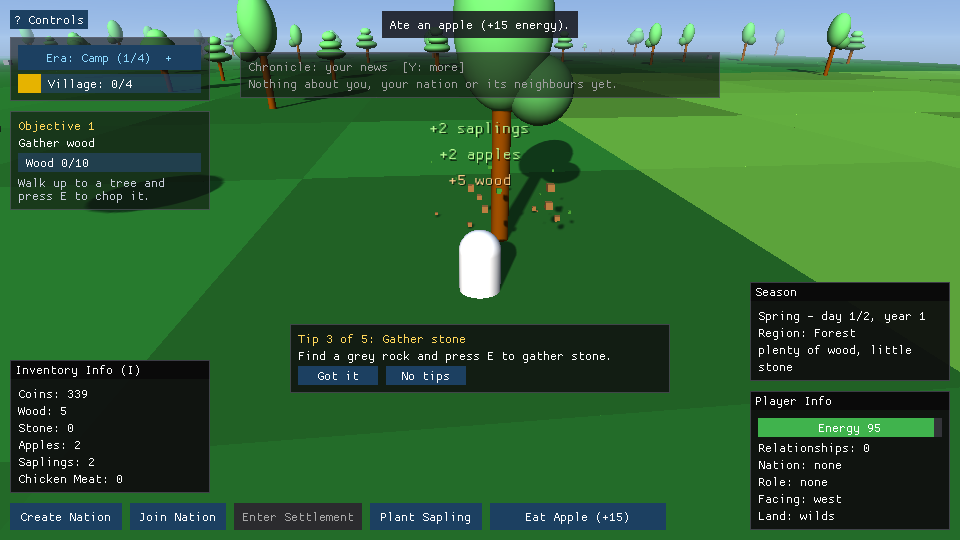 ? Controls
Ate an apple (+15 energy).
Era: Camp (1/4) +
Village: 0/4
Chronicle: your news [Y: more]
Nothing about you, your nation or its neighbours yet.
Objective 1
Gather wood
Wood 0/10
Walk up to a tree and
press E to chop it.
+2 saplings
+2 apples
+5 wood
Tip 3 of 5: Gather stone
Find a grey rock and press E to gather stone.
Got it
No tips
Season
Spring - day 1/2, year 1
Region: Forest
plenty of wood, little
stone
Inventory Info (I)
Coins: 339
Wood: 5
Stone: 0
Apples: 2
Saplings: 2
Chicken Meat: 0
Player Info
Energy 95
Relationships: 0
Nation: none
Role: none
Facing: west
Land: wilds
Create Nation
Join Nation
Enter Settlement
Plant Sapling
Eat Apple (+15)